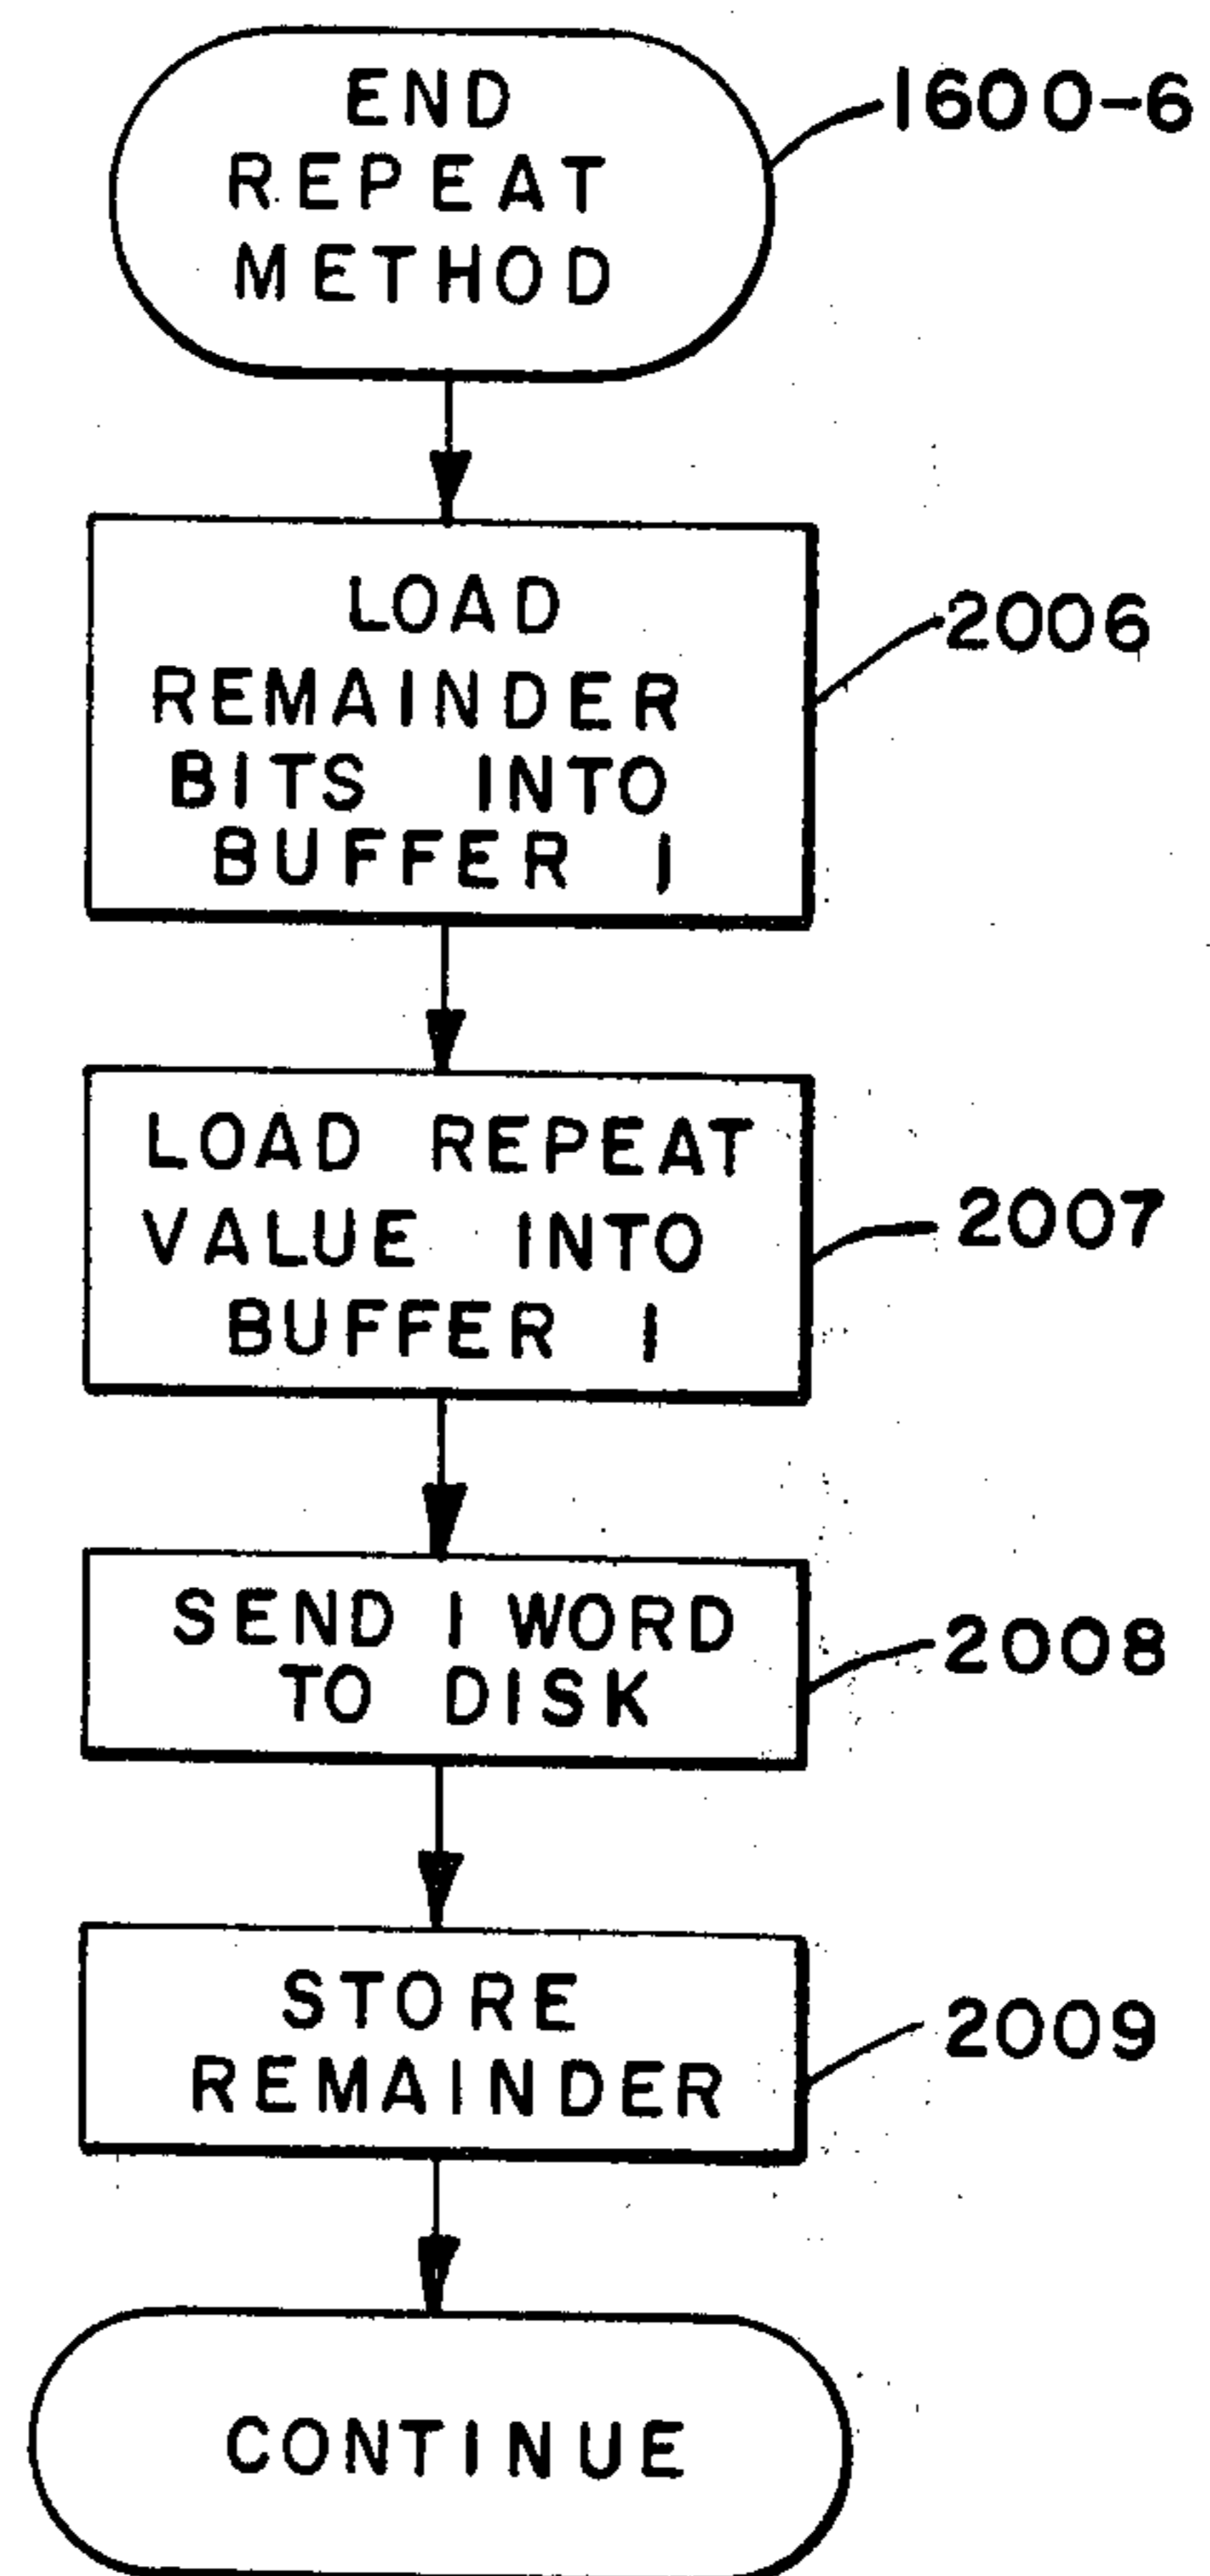 END
REPEAT
METHOD
1600-6
LOAD
REMAINDER
BITS INTO
BUFFER 1
2006
LOAD REPEAT
VALUE INTO
BUFFER 1
2007
SEND 1 WORD
TO DISK
2008
STORE
REMAINDER
2009
CONTINUE